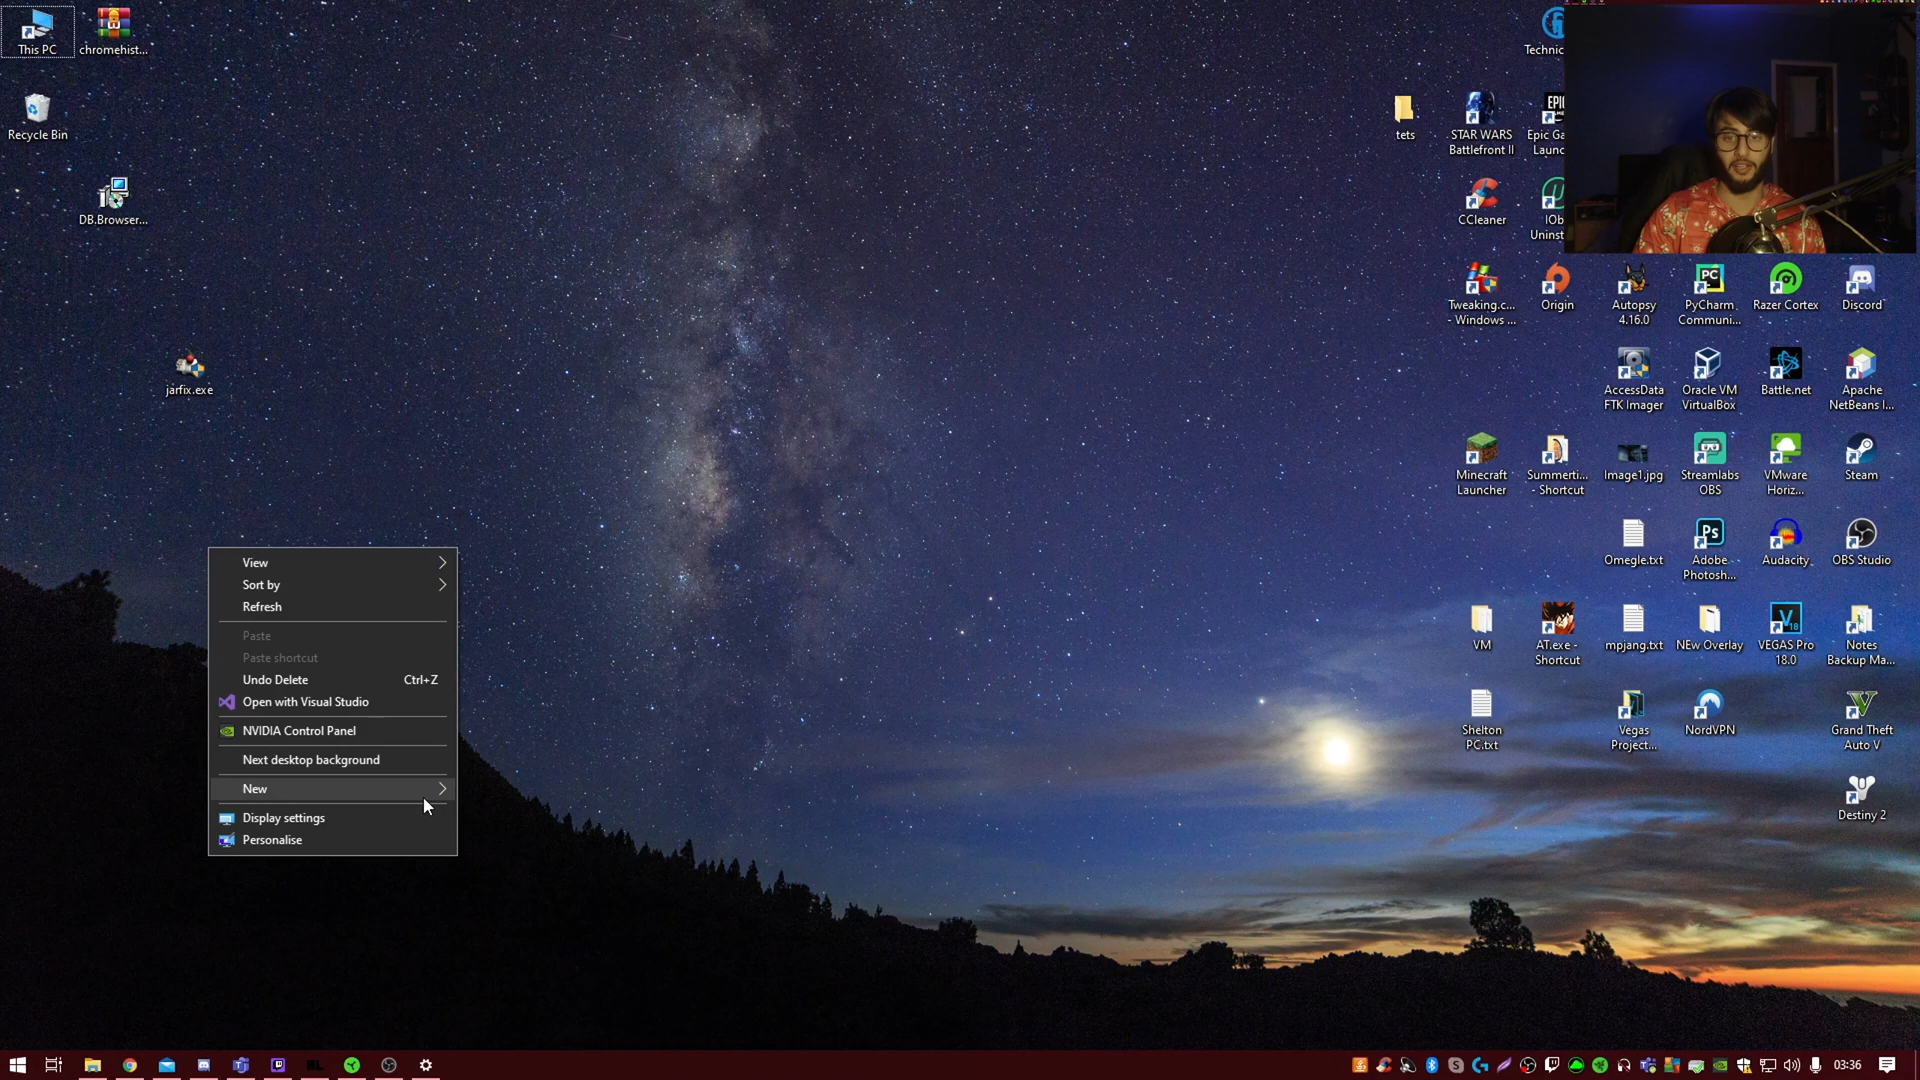 This PC
chromehist...
Recycle Bin
DB.Browser...
jarfix.exe
View
Sort by
Refresh
Paste
Paste shortcut
Undo Delete Ctrl+Z
Open with Visual Studio
NVIDIA Control Panel
Next desktop background
New
Display settings
Personalise
Technic
tets
STAR WARS
Battlefront II
EPIC
Epic Ga
Laun
CCleaner
IOb
Uninst
Tweaking.c...
- Windows ...
Origin
Autopsy
4.16.0
PC
PyCharm
Communi...
Razer Cortex
Discord
AccessData
FTK Imager
Oracle VM
VirtualBox
Battle.net
Apache
NetBeans I...
Minecraft
Launcher
Summerti...
- Shortcut
Image1.jpg
Streamlabs
OBS
VMware
Horiz...
Steam
Omegle.txt
Ps
Adobe
Photosh...
Audacity
OBS Studio
VM
AT.exe -
Shortcut
mpjang.txt
NEw Overlay
V
18
VEGAS Pro
18.0
Notes
Backup Ma...
Shelton
PC.txt
Vegas
Project...
NordVPN
V
Grand Theft
Auto V
Destiny 2
03:36